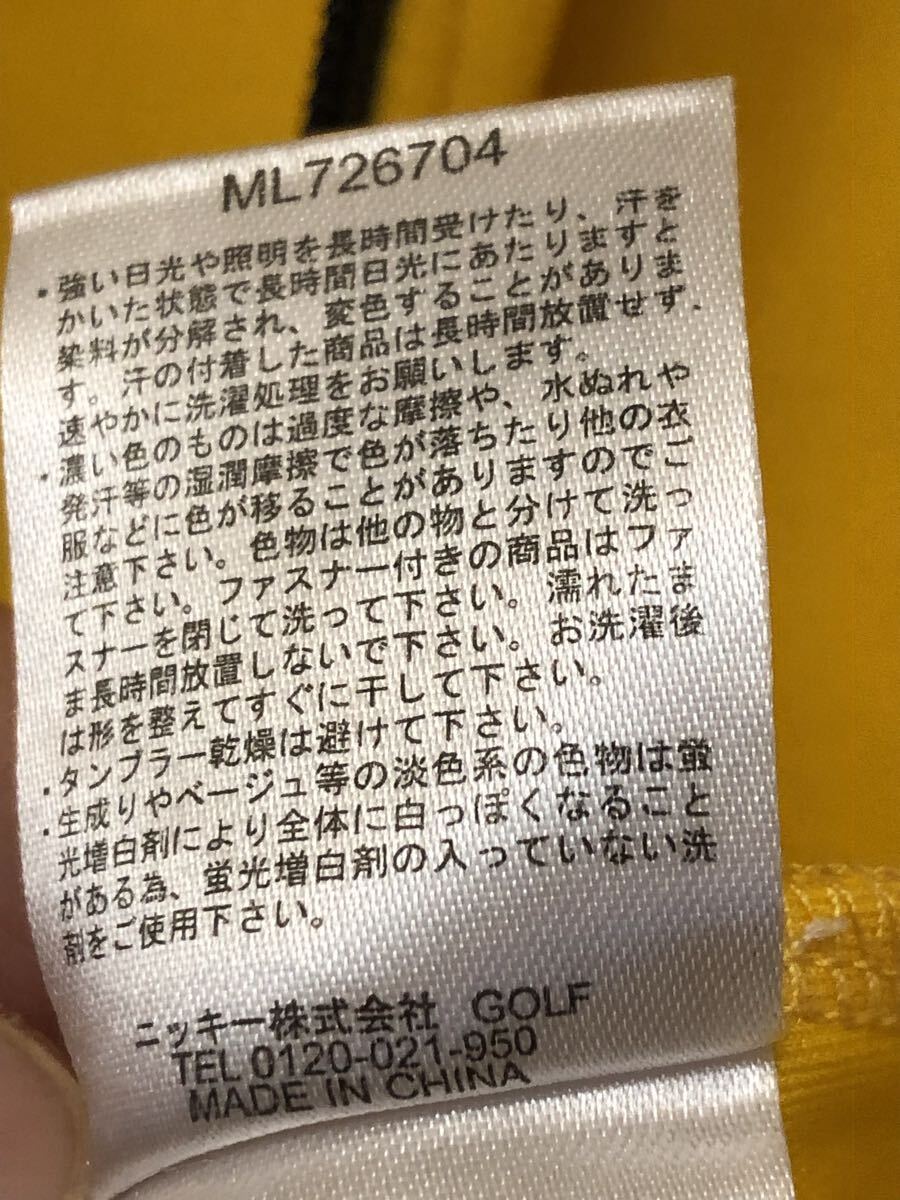 ML726704
・強い日光や照明を長時間受けたり、汗を
かいた状態で長時間日光にあたりますと
染料が分解され、変色することがありま
す。汗の付着した商品は長時間放置せず、
速やかに洗濯処理をお願いします。
・濃い色のものは過度な摩擦や、水ぬれや
発汗等の湿潤摩擦で色が落ちたり他の衣
服などに色が移ることがありますのでご
注意下さい。色物は他の物と分けて洗っ
て下さい。ファスナー付きの商品はファ
スナーを閉じて洗って下さい。濡れたま
ま長時間放置しないで下さい。お洗濯後
は形を整えてすぐに干して下さい。
・タンブラー乾燥は避けて下さい。
・生成りやベージュ等の淡色系の色物は蛍
光増白剤により全体に白っぽくなること
がある為、蛍光増白剤の入っていない洗
剤をご使用下さい。
ニッキー株式会社 GOLF
TEL 0120-021-950
MADE IN CHINA